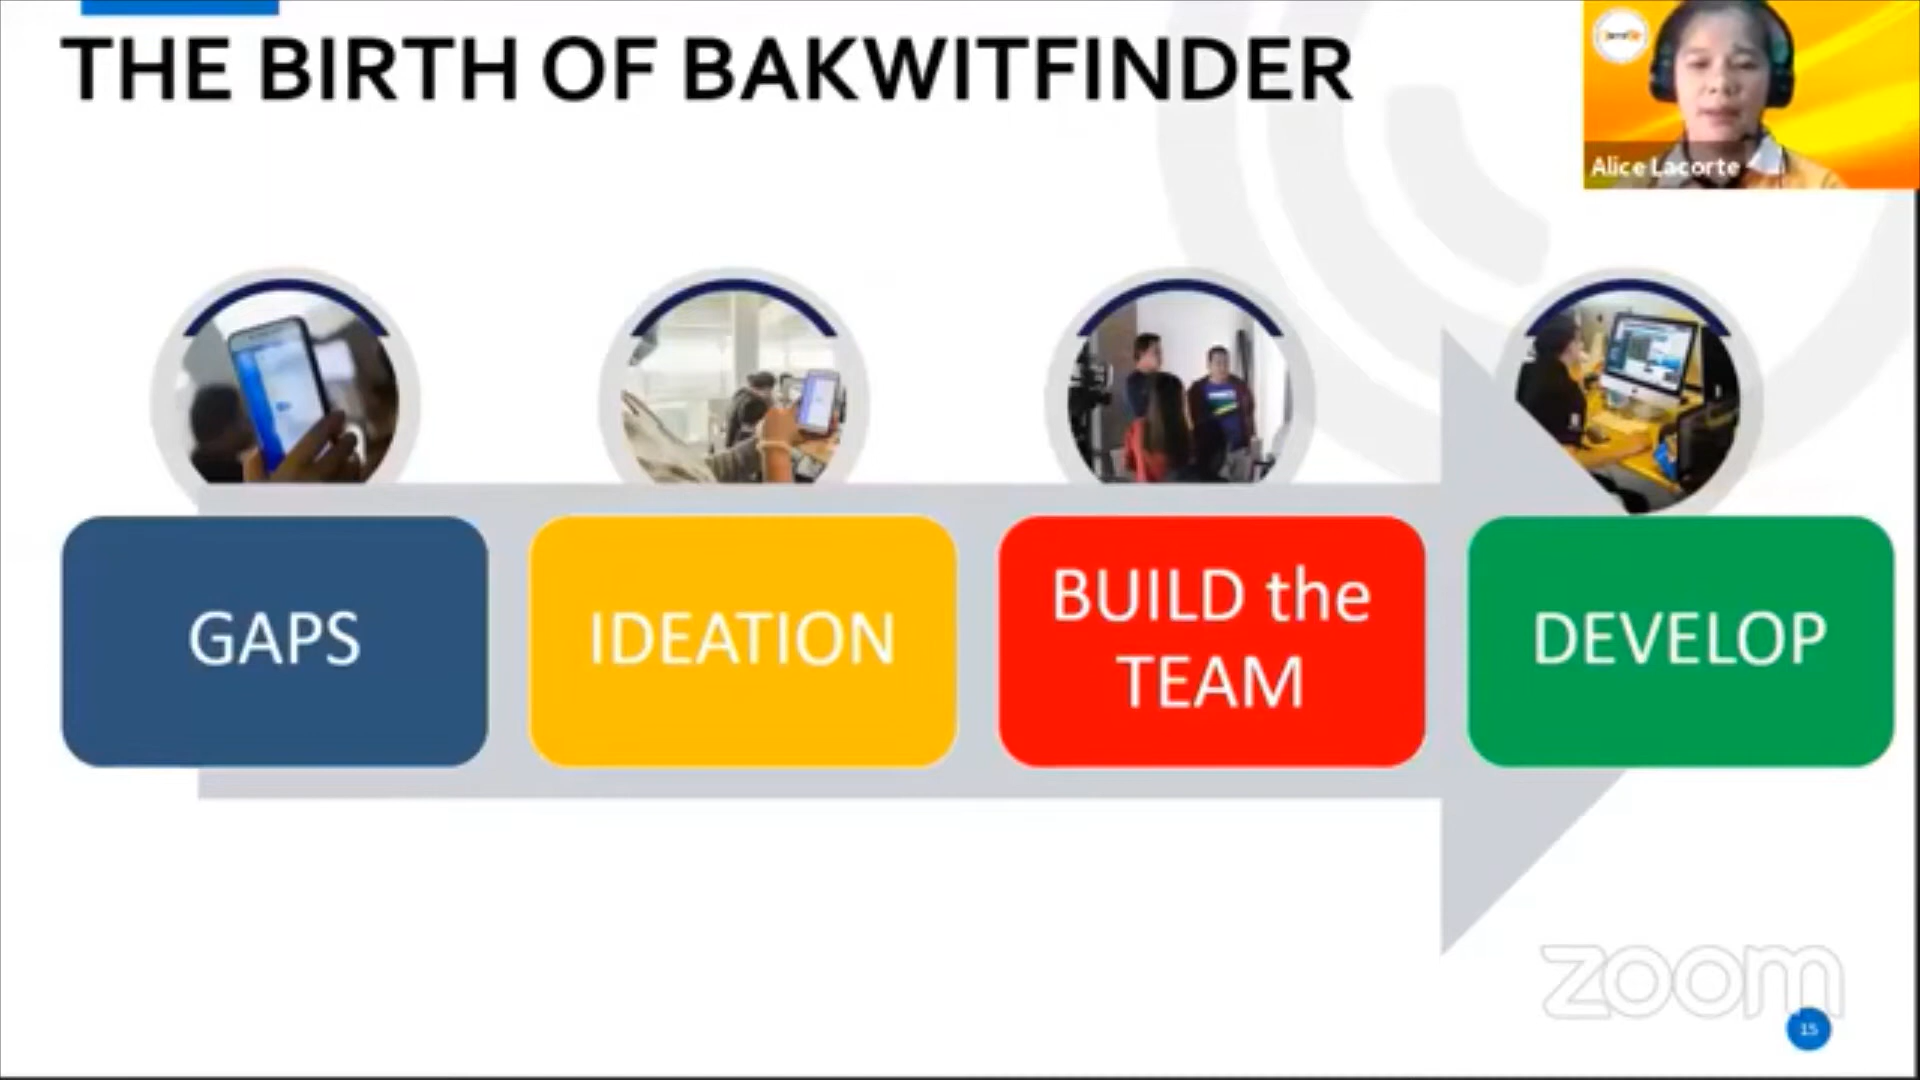 THE BIRTH OF BAKWITFINDER
Alice Lacorte
GAPS
IDEATION
BUILD the
TEAM
DEVELOP
zoom
15